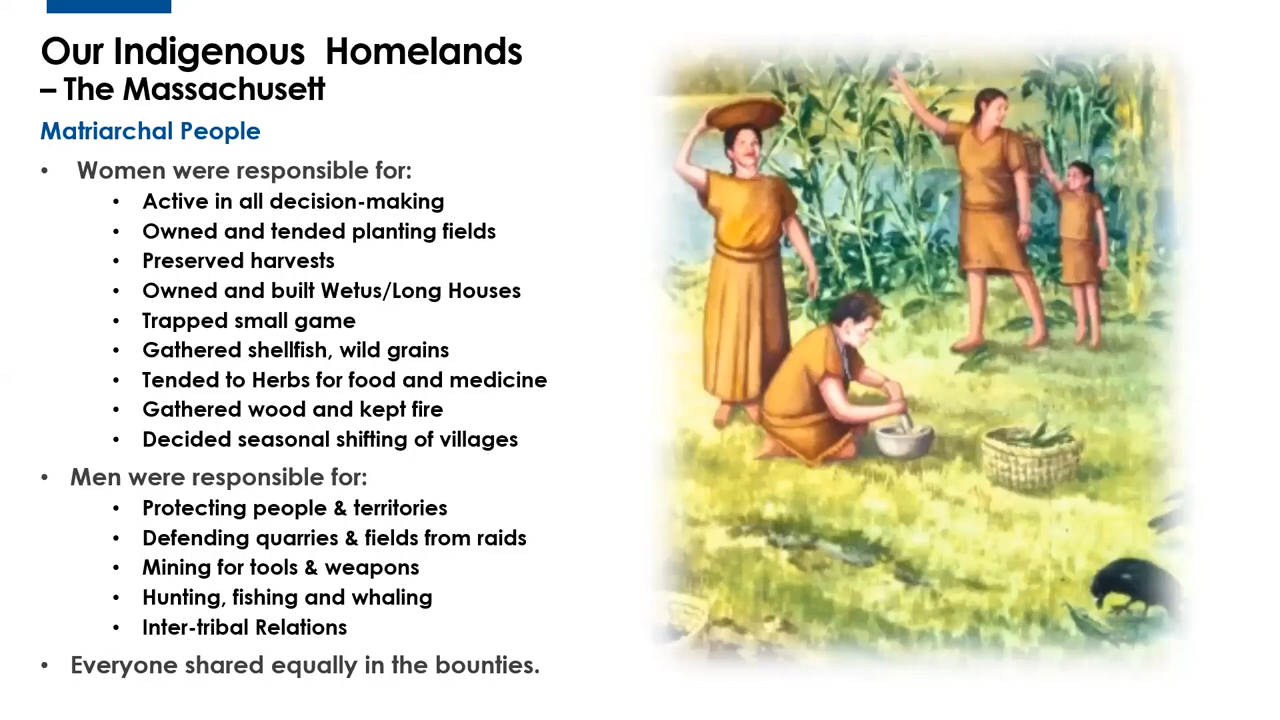 Our Indigenous Homelands
– The Massachusett
Matriarchal People
• Women were responsible for:
• Active in all decision-making
• Owned and tended planting fields
• Preserved harvests
• Owned and built Wetus/Long Houses
• Trapped small game
• Gathered shellfish, wild grains
• Tended to Herbs for food and medicine
• Gathered wood and kept fire
• Decided seasonal shifting of villages
• Men were responsible for:
• Protecting people & territories
• Defending quarries & fields from raids
• Mining for tools & weapons
• Hunting, fishing and whaling
• Inter-tribal Relations
• Everyone shared equally in the bounties.